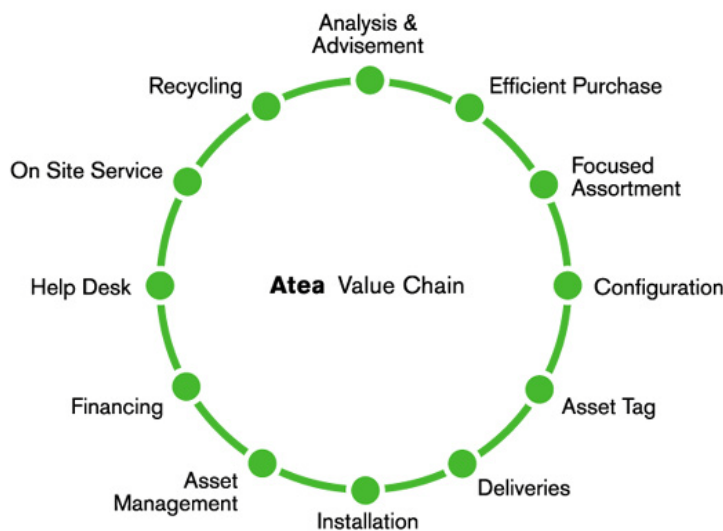 Analysis &
Advisement
Efficient Purchase
Focused
Assortment
Configuration
Asset Tag
Deliveries
Installation
Asset
Management
Financing
Help Desk
On Site Service
Recycling
Atea Value Chain